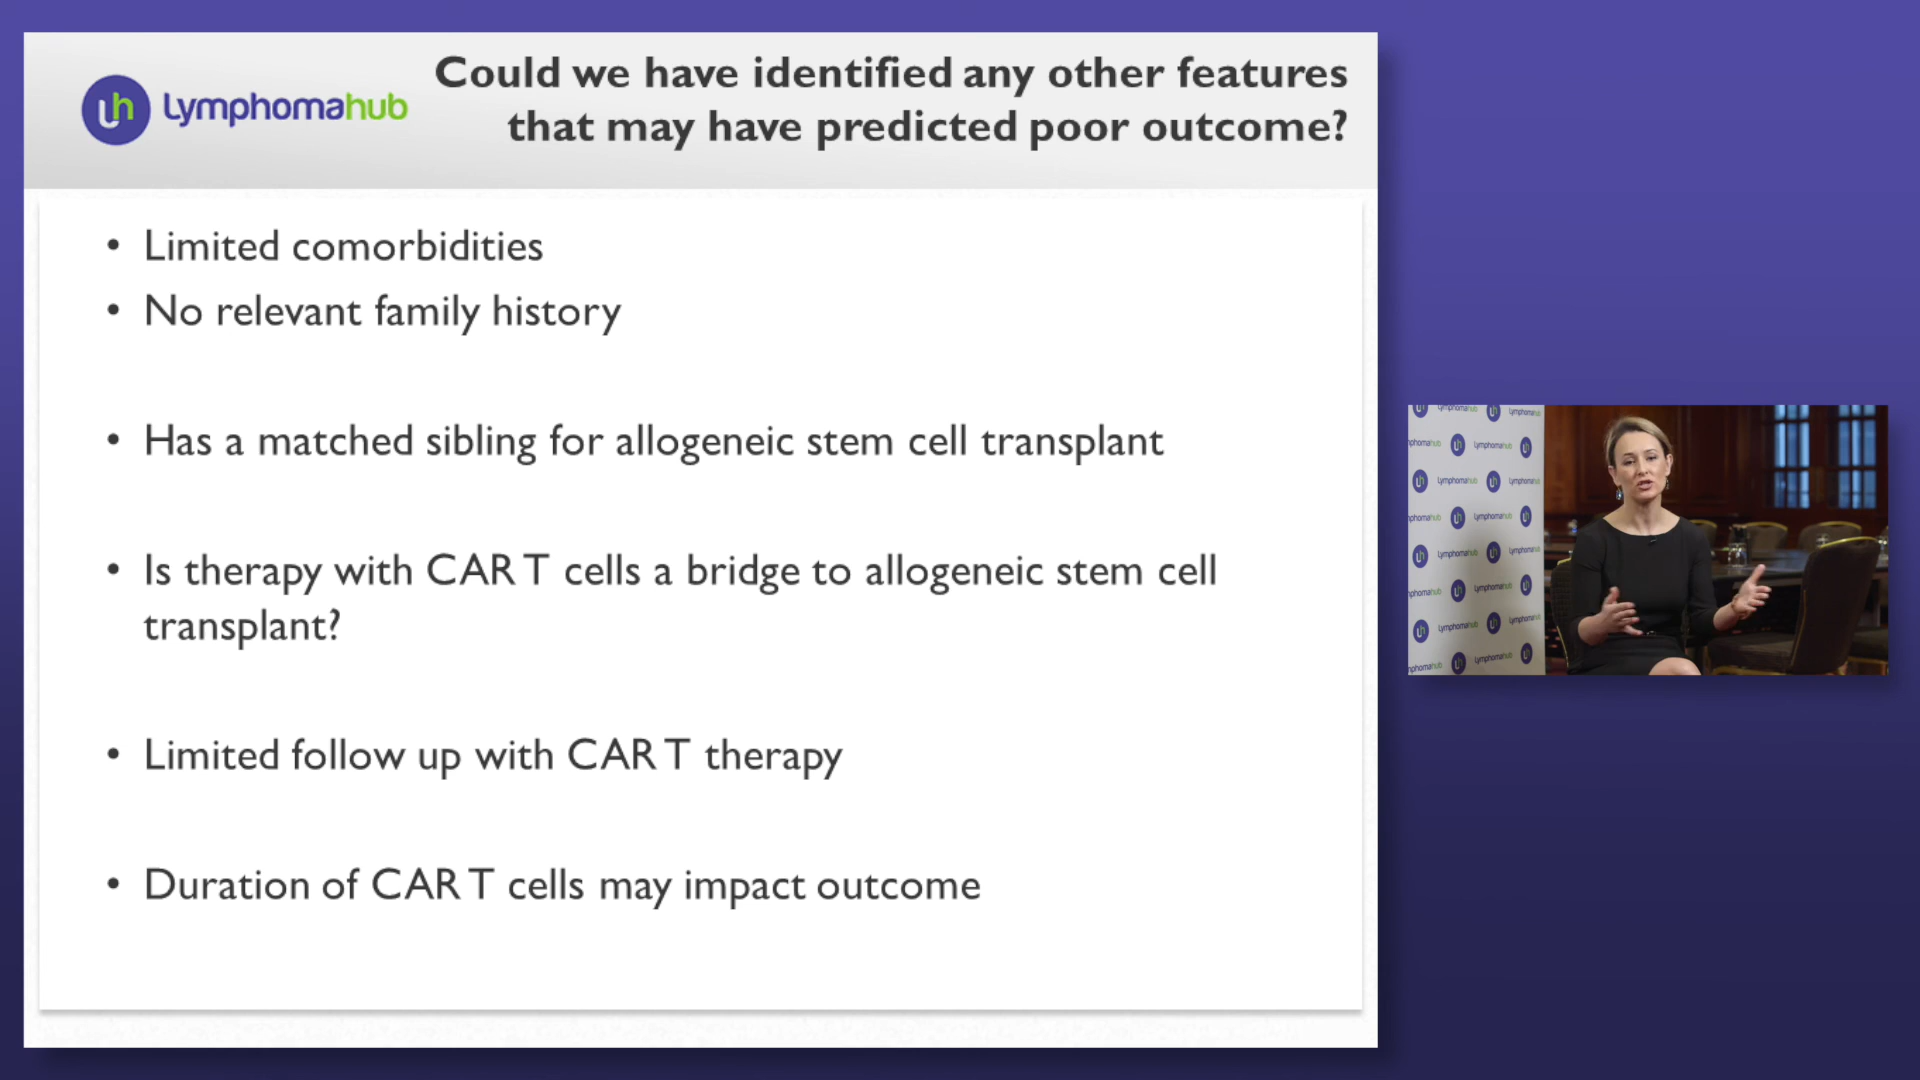 lymphomahub
Could we have identified any other features
that may have predicted poor outcome?
• Limited comorbidities
• No relevant family history
• Has a matched sibling for allogeneic stem cell transplant
• Is therapy with CAR T cells a bridge to allogeneic stem cell
transplant?
• Limited follow up with CAR T therapy
• Duration of CAR T cells may impact outcome